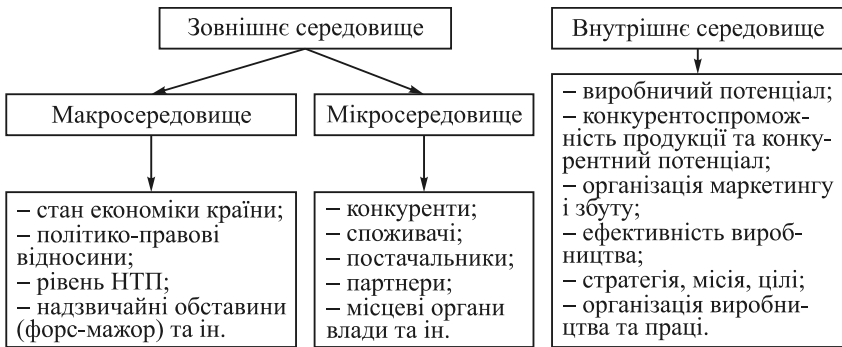 Зовнішнє середовище
Внутрішнє середовище
Макросередовище
Мікросередовище
– стан економіки країни;
– політико-правові
відносини;
– рівень НТП;
– надзвичайні обставини
(форс-мажор) та ін.
– конкуренти;
– споживачі;
– постачальники;
– партнери;
– місцеві органи
влади та ін.
– виробничий потенціал;
– конкурентоспромож-
ність продукції та конку-
рентний потенціал;
– організація маркетингу
і збуту;
– ефективність вироб-
ництва;
– стратегія, місія, цілі;
– організація виробни-
цтва та праці.